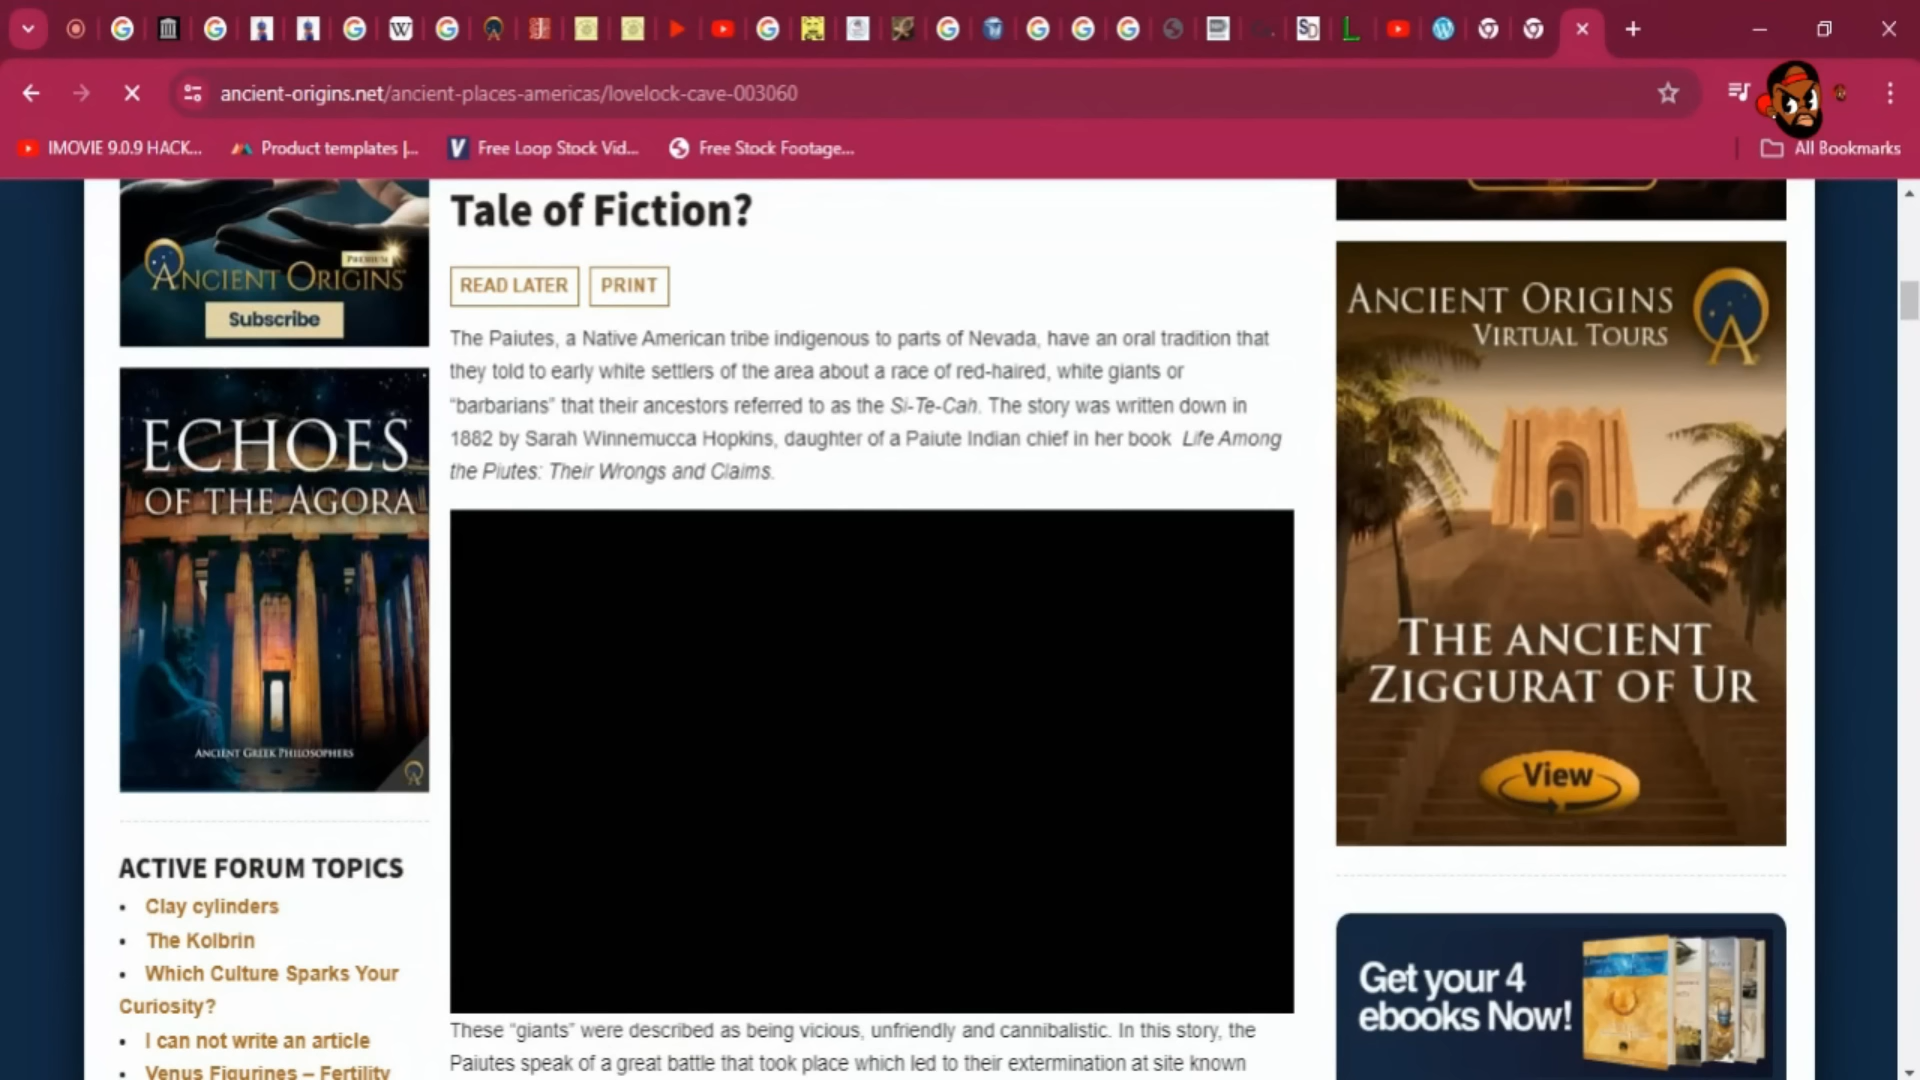 ancient-origins.net/ancient-places-americas/lovelock-cave-003060
IMOVIE 9.0.9 HACK...
Product templates |...
Free Loop Stock Vid...
Free Stock Footage...
All Bookmarks
PREMIUM
ANCIENT ORIGINS
Subscribe
ECHOES
OF THE AGORA
ANCIENT GREEK PHILOSOPHERS
ACTIVE FORUM TOPICS
Clay cylinders
The Kolbrin
Which Culture Sparks Your
Curiosity?
I can not write an article
Venus Figurines – Fertility
Tale of Fiction?
READ LATER
PRINT
The Paiutes, a Native American tribe indigenous to parts of Nevada, have an oral tradition that
they told to early white settlers of the area about a race of red-haired, white giants or
“barbarians” that their ancestors referred to as the Si-Te-Cah. The story was written down in
1882 by Sarah Winnemucca Hopkins, daughter of a Paiute Indian chief in her book Life Among
the Piutes: Their Wrongs and Claims.
These “giants” were described as being vicious, unfriendly and cannibalistic. In this story, the
Paiutes speak of a great battle that took place which led to their extermination at site known
ANCIENT ORIGINS
VIRTUAL TOURS
THE ANCIENT
ZIGGURAT OF UR
View
Get your 4
ebooks Now!